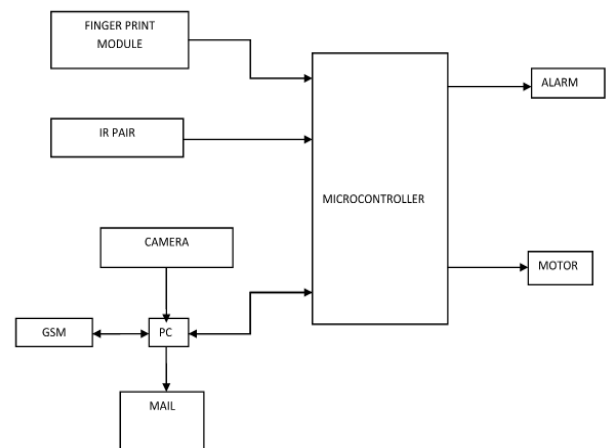 FINGER PRINT
MODULE
ALARM
IR PAIR
MICROCONTROLLER
CAMERA
MOTOR
GSM
PC
MAIL